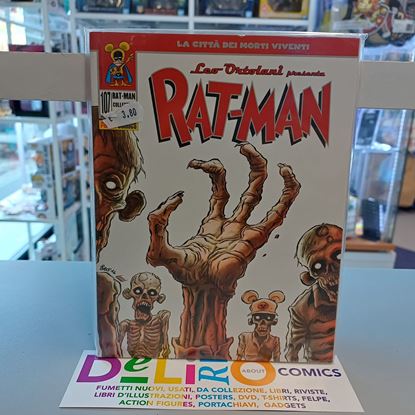 LA CITTÀ DEI MORTI VIVENTI
Leo Ortolani presenta
107
RAT-MAN
3,80
RAT-MAN
DeLiRiO
ABOUT
COMICS
FUMETTI NUOVI, USATI, DA COLLEZIONE, LIBRI, RIVISTE,
LIBRI D'ILLUSTRAZIONI, POSTERS, DVD, T-SHIRTS, FELPE,
ACTION FIGURES, PORTACHIAVI, GADGETS